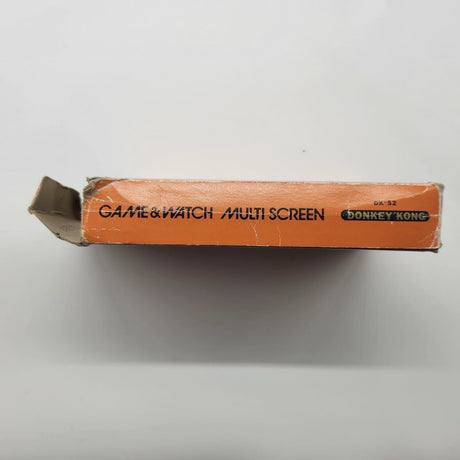 GAME & WATCH MULTI SCREEN
DK-52
DONKEY KONG